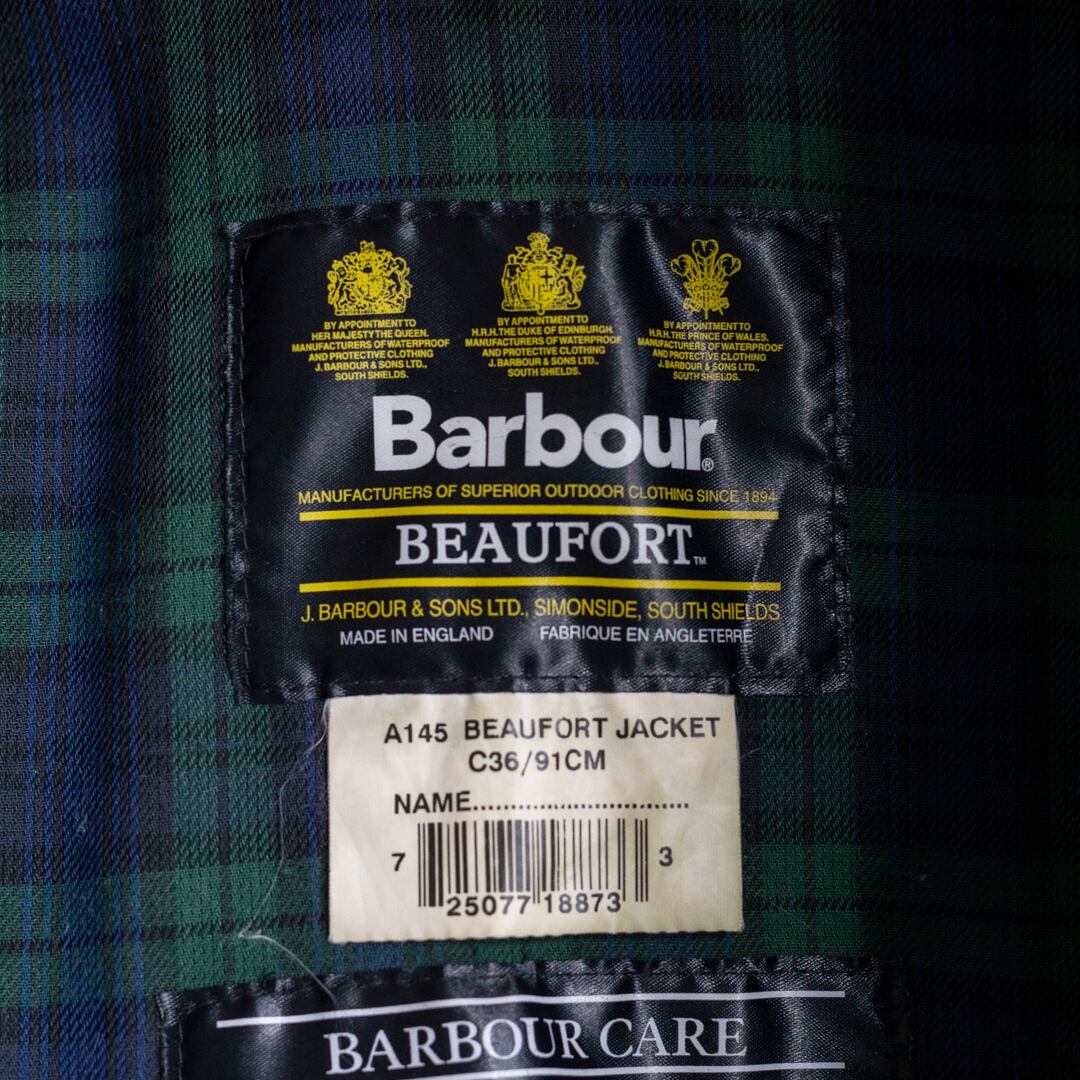 BY APPOINTMENT TO
HER MAJESTY THE QUEEN.
MANUFACTURERS OF WATERPROOF
AND PROTECTIVE CLOTHING
J. BARBOUR & SONS LTD.,
SOUTH SHIELDS.
BY APPOINTMENT TO
H.R.H. THE DUKE OF EDINBURGH.
MANUFACTURERS OF WATERPROOF
AND PROTECTIVE CLOTHING
J. BARBOUR & SONS LTD.,
SOUTH SHIELDS.
BY APPOINTMENT TO
H.R.H. THE PRINCE OF WALES.
MANUFACTURERS OF WATERPROOF
AND PROTECTIVE CLOTHING
J. BARBOUR & SONS LTD.,
SOUTH SHIELDS.
Barbour®
MANUFACTURERS OF SUPERIOR OUTDOOR CLOTHING SINCE 1894
BEAUFORT™
J. BARBOUR & SONS LTD., SIMONSIDE, SOUTH SHIELDS
MADE IN ENGLAND FABRIQUE EN ANGLETERRE
A145 BEAUFORT JACKET
C36/91CM
NAME..............................
7 25077 18873 3
BARBOUR CARE